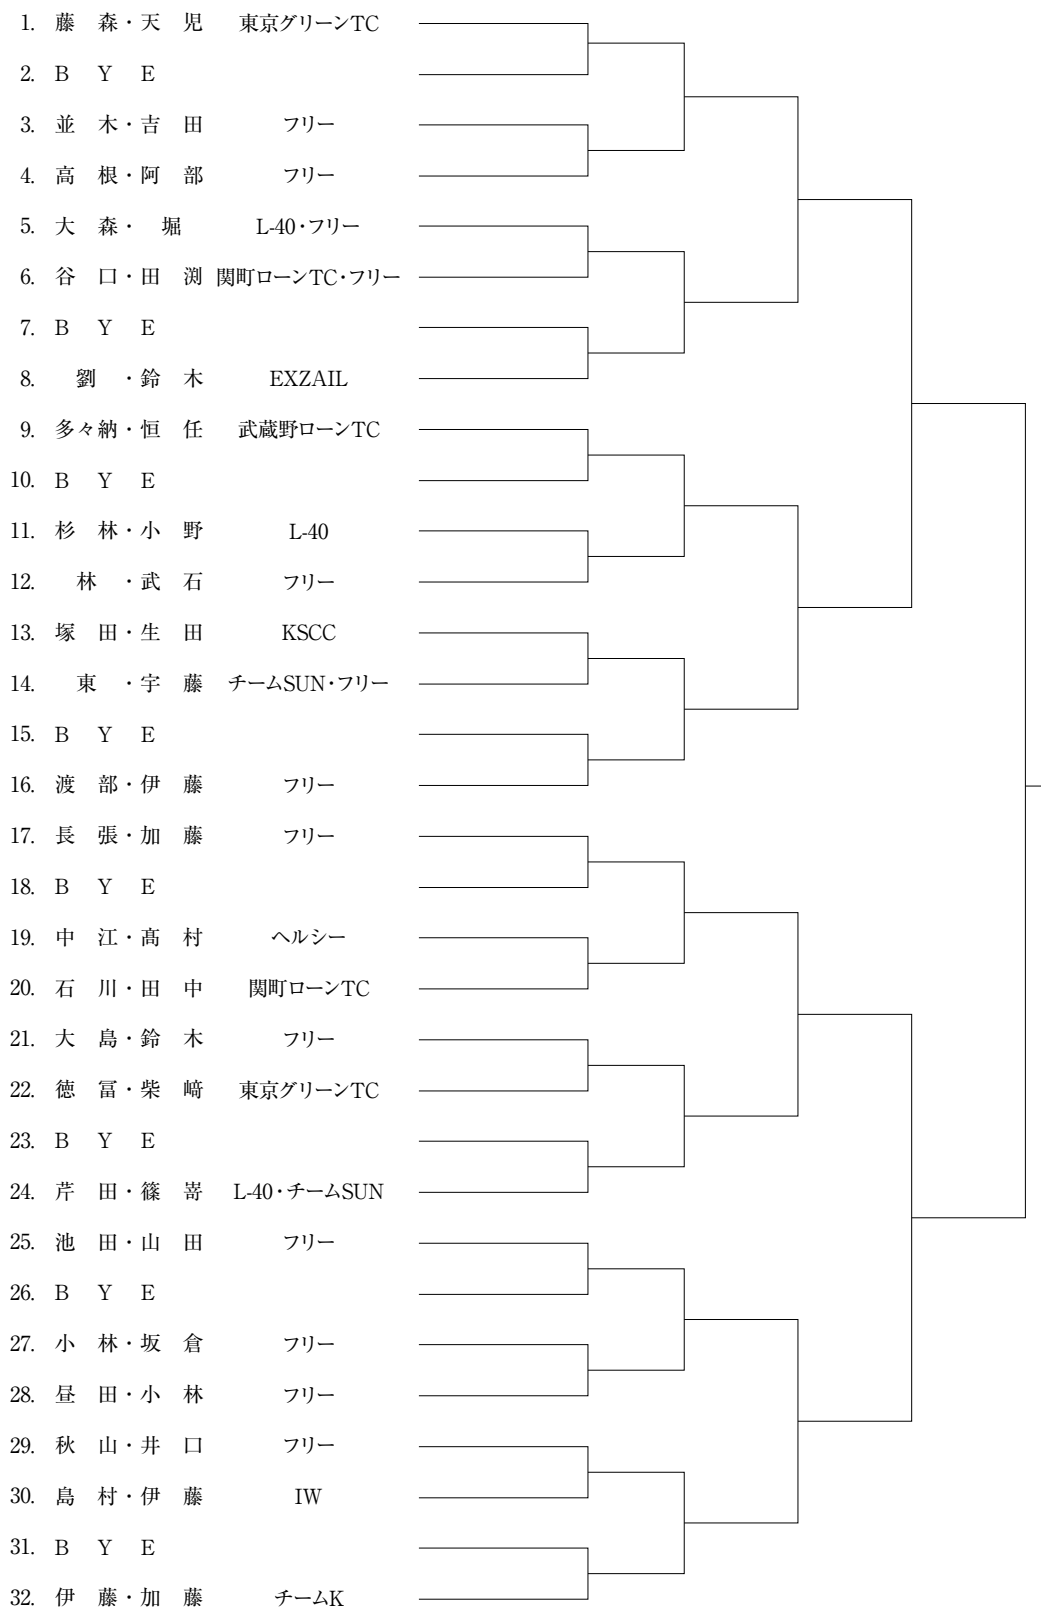 1. 藤 森・天 児 東京グリーンTC
2. B Y E
3. 並 木・吉 田 フリー
4. 高 根・阿 部 フリー
5. 大 森・ 堀 L-40・フリー
6. 谷 口・田 渕 関町ローンTC・フリー
7. B Y E
8. 劉 ・鈴 木 EXZAIL
9. 多々納・恒 任 武蔵野ローンTC
10. B Y E
11. 杉 林・小 野 L-40
12. 林 ・武 石 フリー
13. 塚 田・生 田 KSCC
14. 東 ・宇 藤 チームSUN・フリー
15. B Y E
16. 渡 部・伊 藤 フリー
17. 長 張・加 藤 フリー
18. B Y E
19. 中 江・髙 村 ヘルシー
20. 石 川・田 中 関町ローンTC
21. 大 島・鈴 木 フリー
22. 徳 冨・柴 﨑 東京グリーンTC
23. B Y E
24. 芹 田・篠 嵜 L-40・チームSUN
25. 池 田・山 田 フリー
26. B Y E
27. 小 林・坂 倉 フリー
28. 昼 田・小 林 フリー
29. 秋 山・井 口 フリー
30. 島 村・伊 藤 IW
31. B Y E
32. 伊 藤・加 藤 チームK